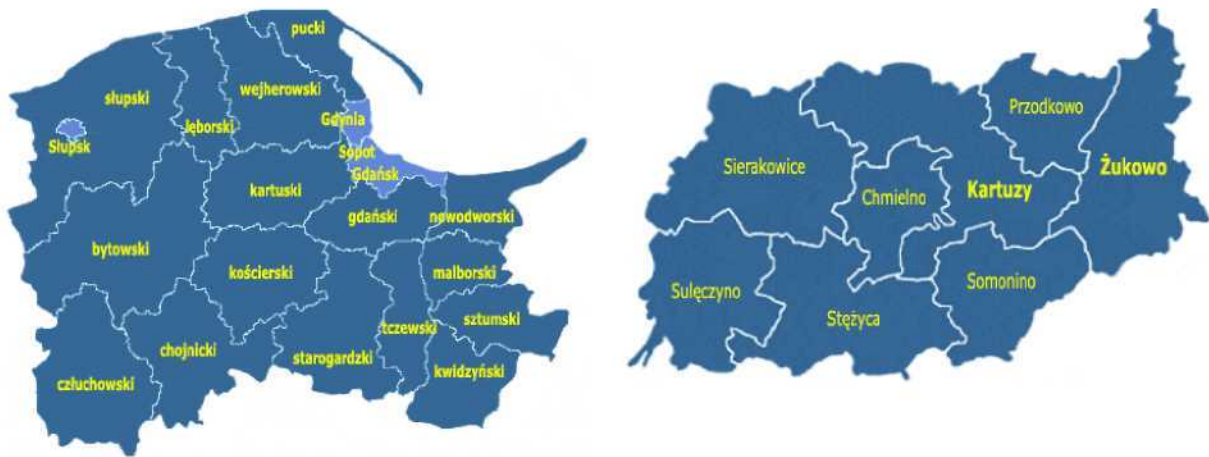 pucki
słupski
wejherowski
lęborski
Gdynia
Słupsk
Sopot
Gdańsk
kartuski
gdański
nowodworski
bytowski
kościerski
malborski
sztumski
tczewski
chojnicki
starogardzki
kwidzyński
człuchowski
Przodkowo
Sierakowice
Żukowo
Chmielno
Kartuzy
Sulęczyno
Somonino
Stężyca